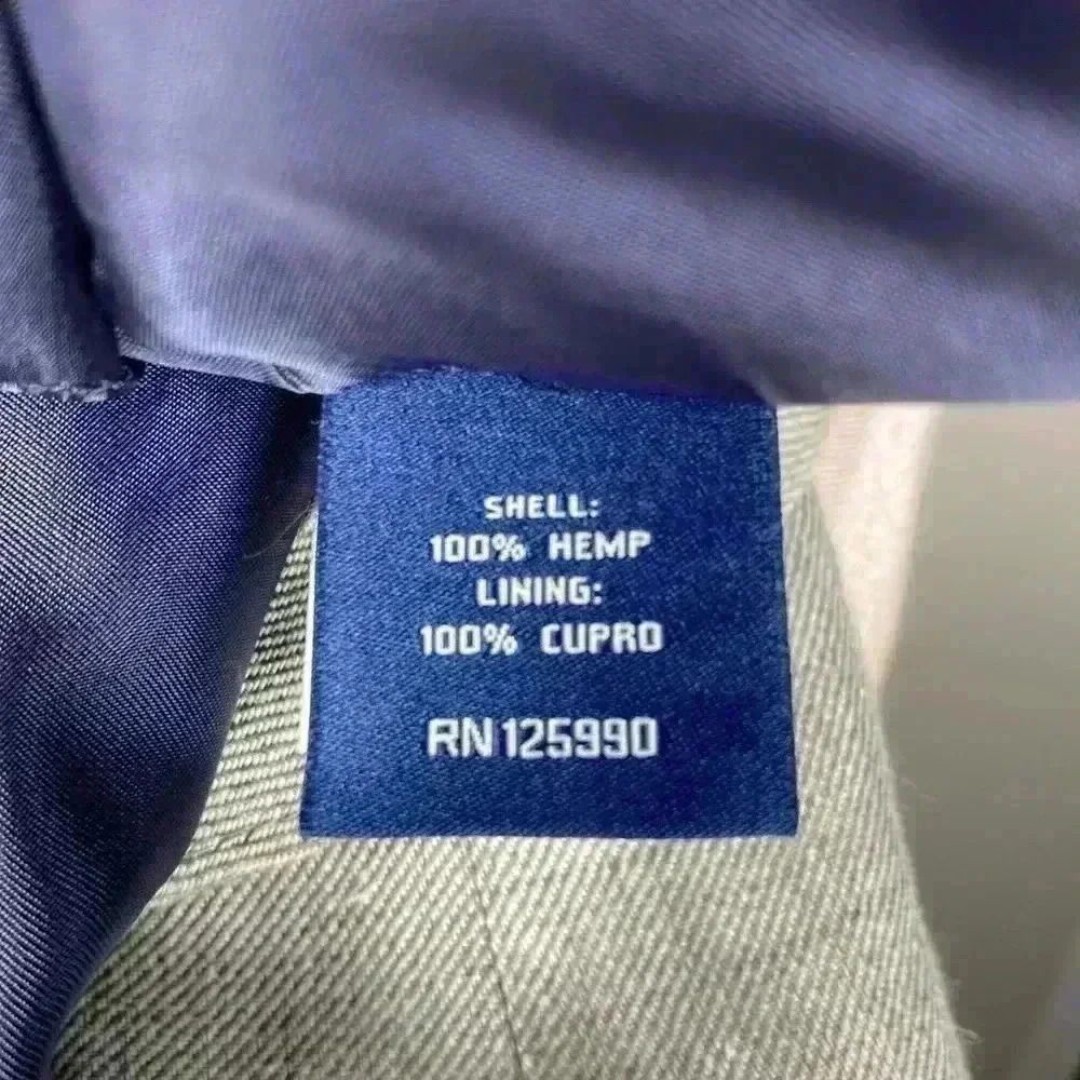 SHELL:
100% HEMP
LINING:
100% CUPRO
RN 125990